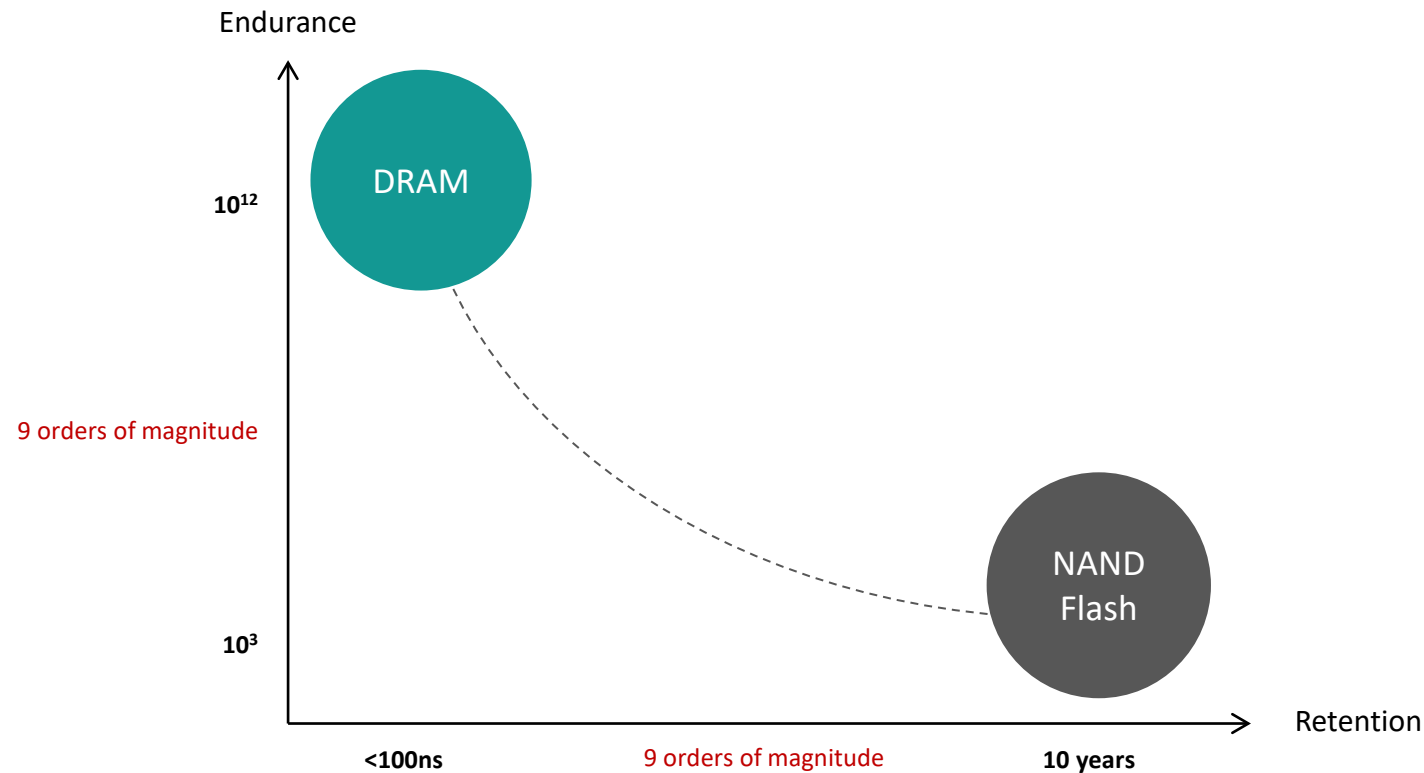 Endurance
DRAM
10¹²
9 orders of magnitude
NAND
Flash
10³
Retention
<100ns
9 orders of magnitude
10 years